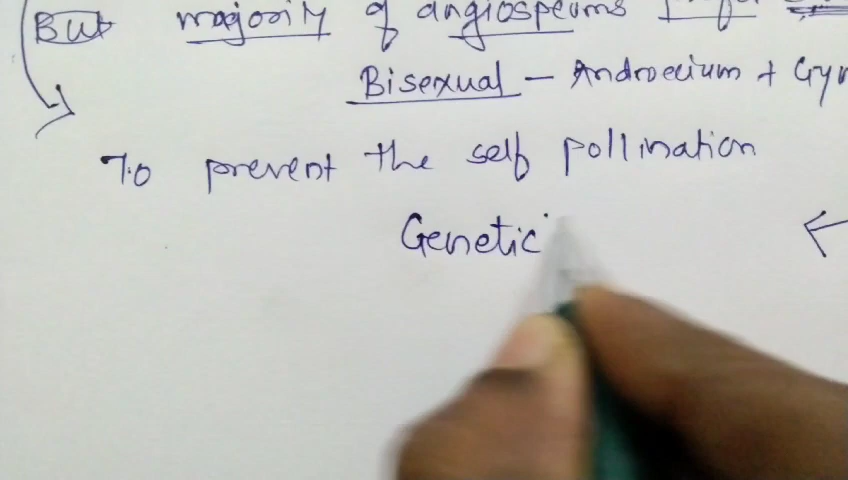 But majority of angiosperms
Bisexual - Androecium + Gyn
To prevent the self pollination
Genetic